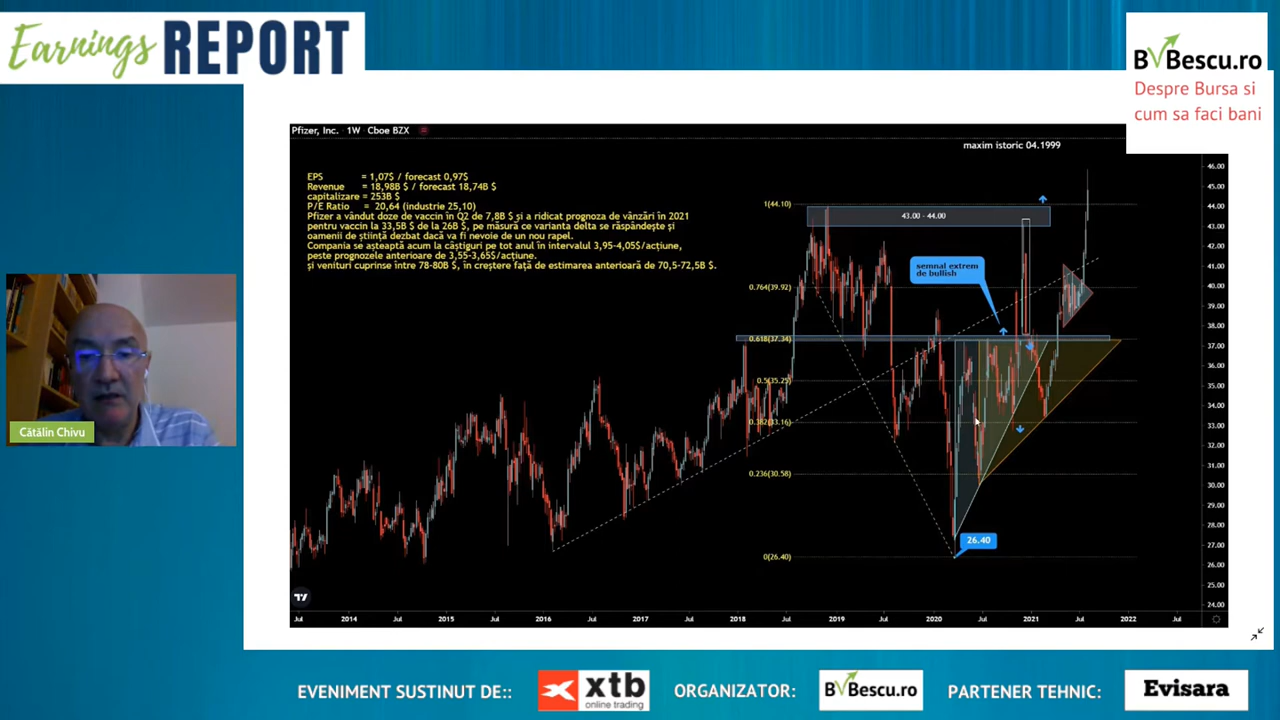 Earnings REPORT
BVBescu.ro
Despre Bursa si
cum sa faci bani
Pfizer, Inc. · 1W · Cboe BZX
maxim istoric 04.1999
EPS = 1,07$ / forecast 0,97$
Revenue = 18,98B $ / forecast 18,74B $
capitalizare = 253B $
P/E Ratio = 20,64 (industrie 25,10)
Pfizer a vândut doze de vaccin în Q2 de 7,8B $ și a ridicat prognoza de vânzări în 2021
pentru vaccin la 33,5B $ de la 26B $, pe măsură ce varianta delta se răspândește și
oamenii de știință dezbat dacă va fi nevoie de un nou rapel.
Compania se așteaptă acum la câștiguri pe tot anul în intervalul 3,95-4,05$/acțiune,
peste prognozele anterioare de 3,55-3,65$/acțiune.
și venituri cuprinse între 78-80B $, în creștere față de estimarea anterioară de 70,5-72,5B $.
1(44.10)
43.00 - 44.00
semnal extrem
de bullish
0.764(39.92)
0.618(37.34)
0.5(35.25)
0.382(33.16)
0.236(30.58)
26.40
0(26.40)
46.00
45.00
44.00
43.00
42.00
41.00
40.00
39.00
38.00
37.00
36.00
35.00
34.00
33.00
32.00
31.00
30.00
29.00
28.00
27.00
26.00
25.00
24.00
Jul 2014 Jul 2015 Jul 2016 Jul 2017 Jul 2018 Jul 2019 Jul 2020 Jul 2021 Jul 2022 Jul
Cătălin Chivu
EVENIMENT SUSTINUT DE::
xtb
online trading
ORGANIZATOR:
BVBescu.ro
PARTENER TEHNIC:
Evisara